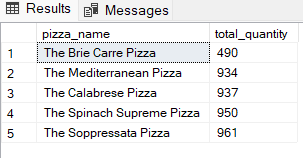 Results Messages
pizza_name total_quantity
1 The Brie Carre Pizza 490
2 The Mediterranean Pizza 934
3 The Calabrese Pizza 937
4 The Spinach Supreme Pizza 950
5 The Soppressata Pizza 961